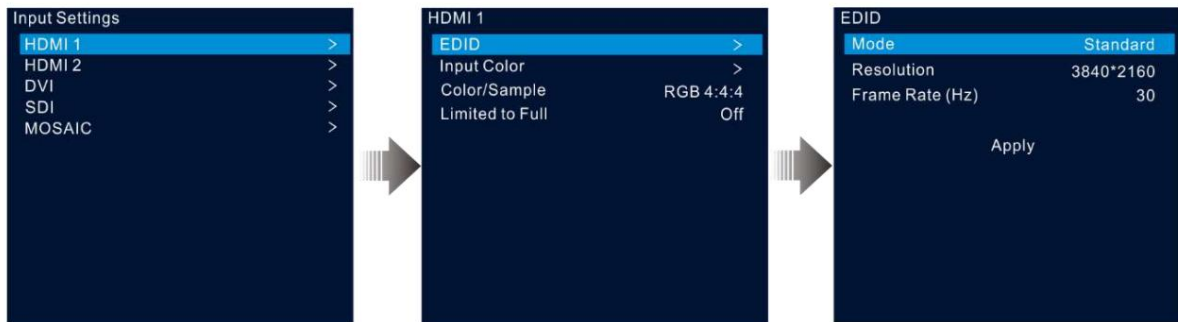 Input Settings
HDMI 1 >
HDMI 2 >
DVI >
SDI >
MOSAIC >
HDMI 1
EDID >
Input Color >
Color/Sample RGB 4:4:4
Limited to Full Off
EDID
Mode Standard
Resolution 3840*2160
Frame Rate (Hz) 30
Apply